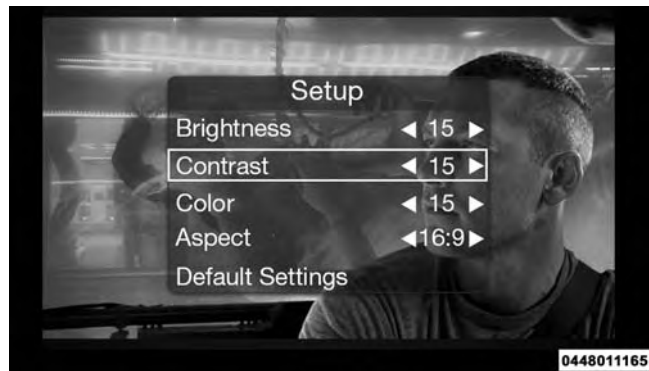 Setup
Brightness ◀ 15 ▶
Contrast ◀ 15 ▶
Color ◀ 15 ▶
Aspect ◀16:9▶
Default Settings
0448011165